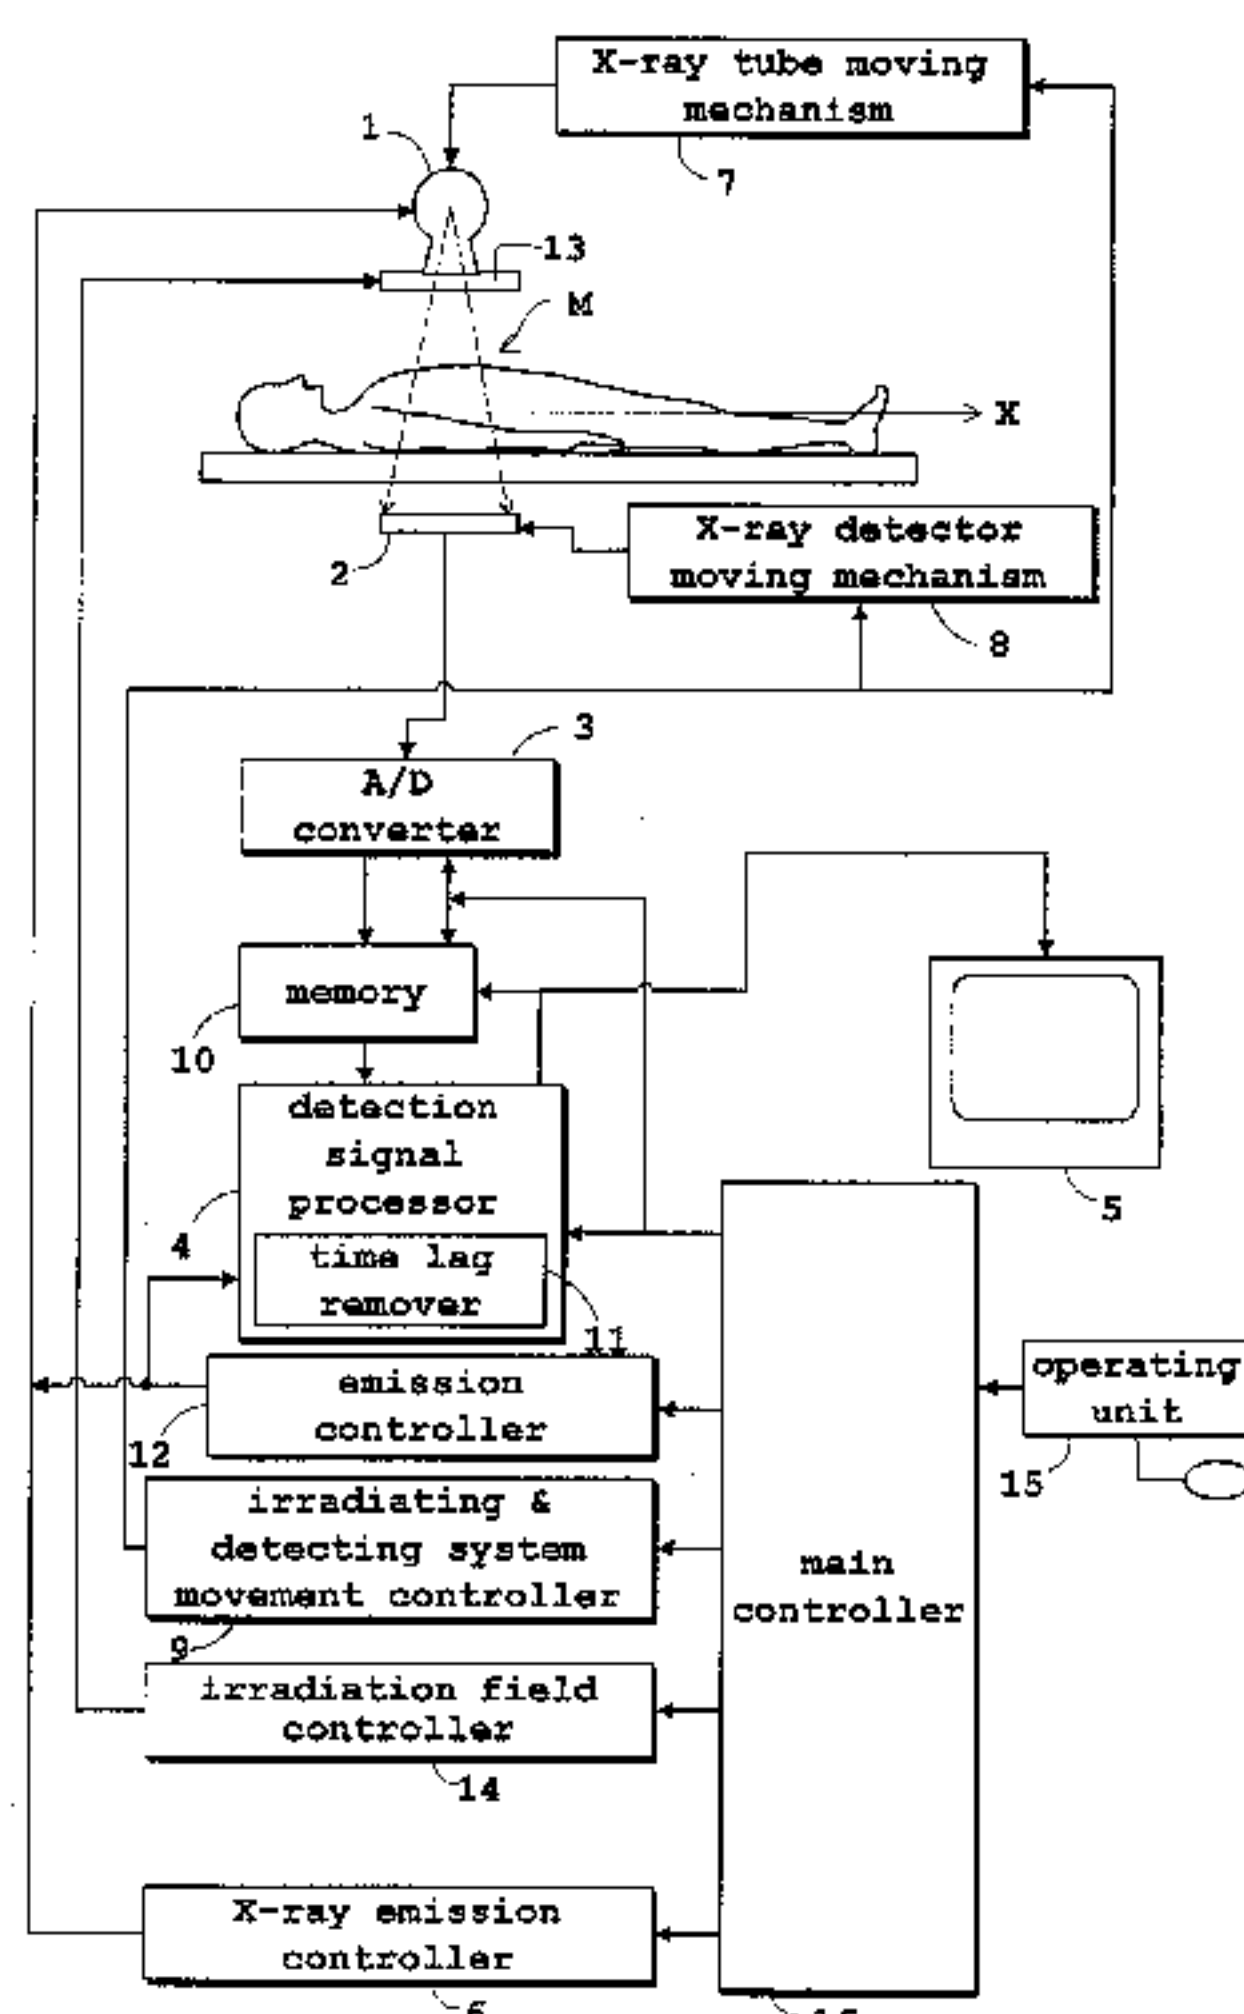 X-ray tube moving
mechanism
1
7
13
M
X
X-ray detector
moving mechanism
2
8
3
A/D
converter
memory
10
detection
signal
processor
5
4
time lag
remover
11
operating
unit
emission
controller
12
15
irradiating &
detecting system
movement controller
main
controller
9
irradiation field
controller
14
X-ray emission
controller